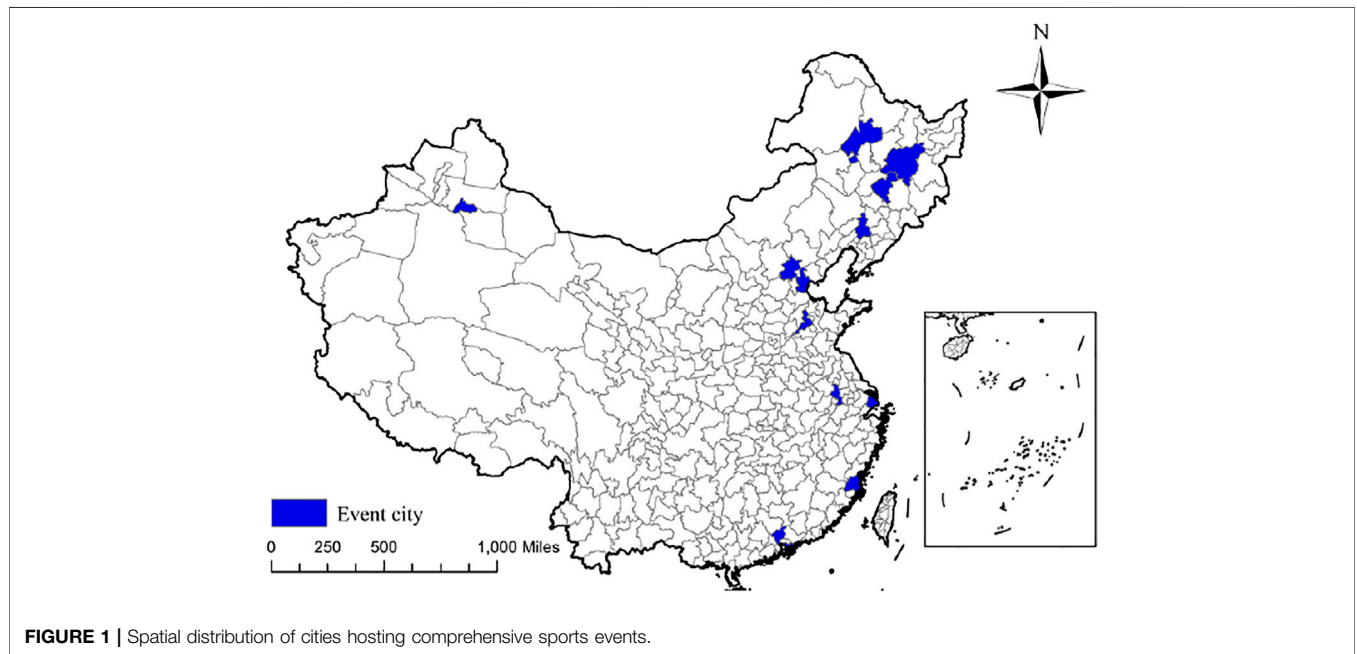 N
Event city
0 250 500 1,000 Miles
FIGURE 1 | Spatial distribution of cities hosting comprehensive sports events.